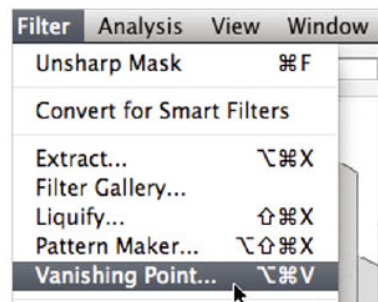 Filter Analysis View Window
Unsharp Mask ⌘F
Convert for Smart Filters
Extract... ⌥⌘X
Filter Gallery...
Liquify... ⇧⌘X
Pattern Maker... ⌥⇧⌘X
Vanishing Point... ⌥⌘V